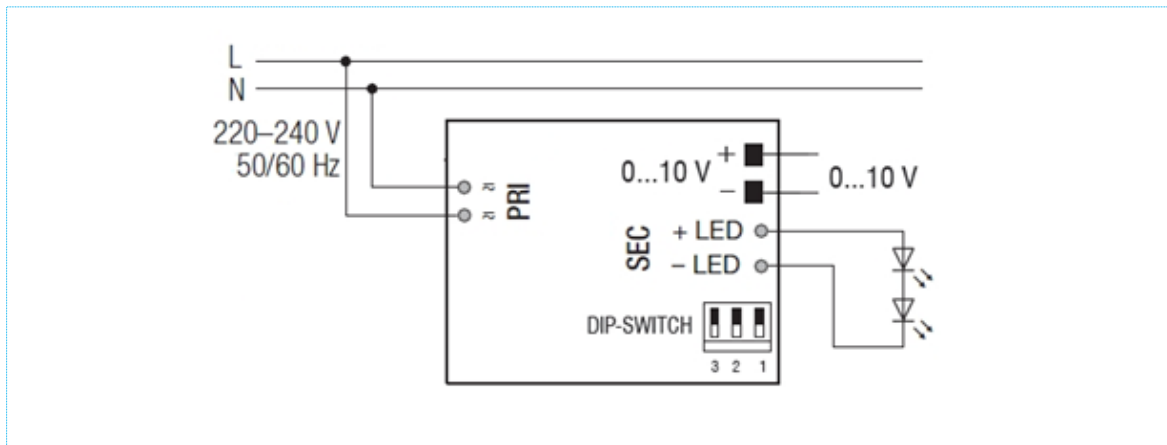 L
N
220–240 V
50/60 Hz
PRI
0...10 V
+
−
0...10 V
SEC
+ LED
− LED
DIP-SWITCH
3 2 1